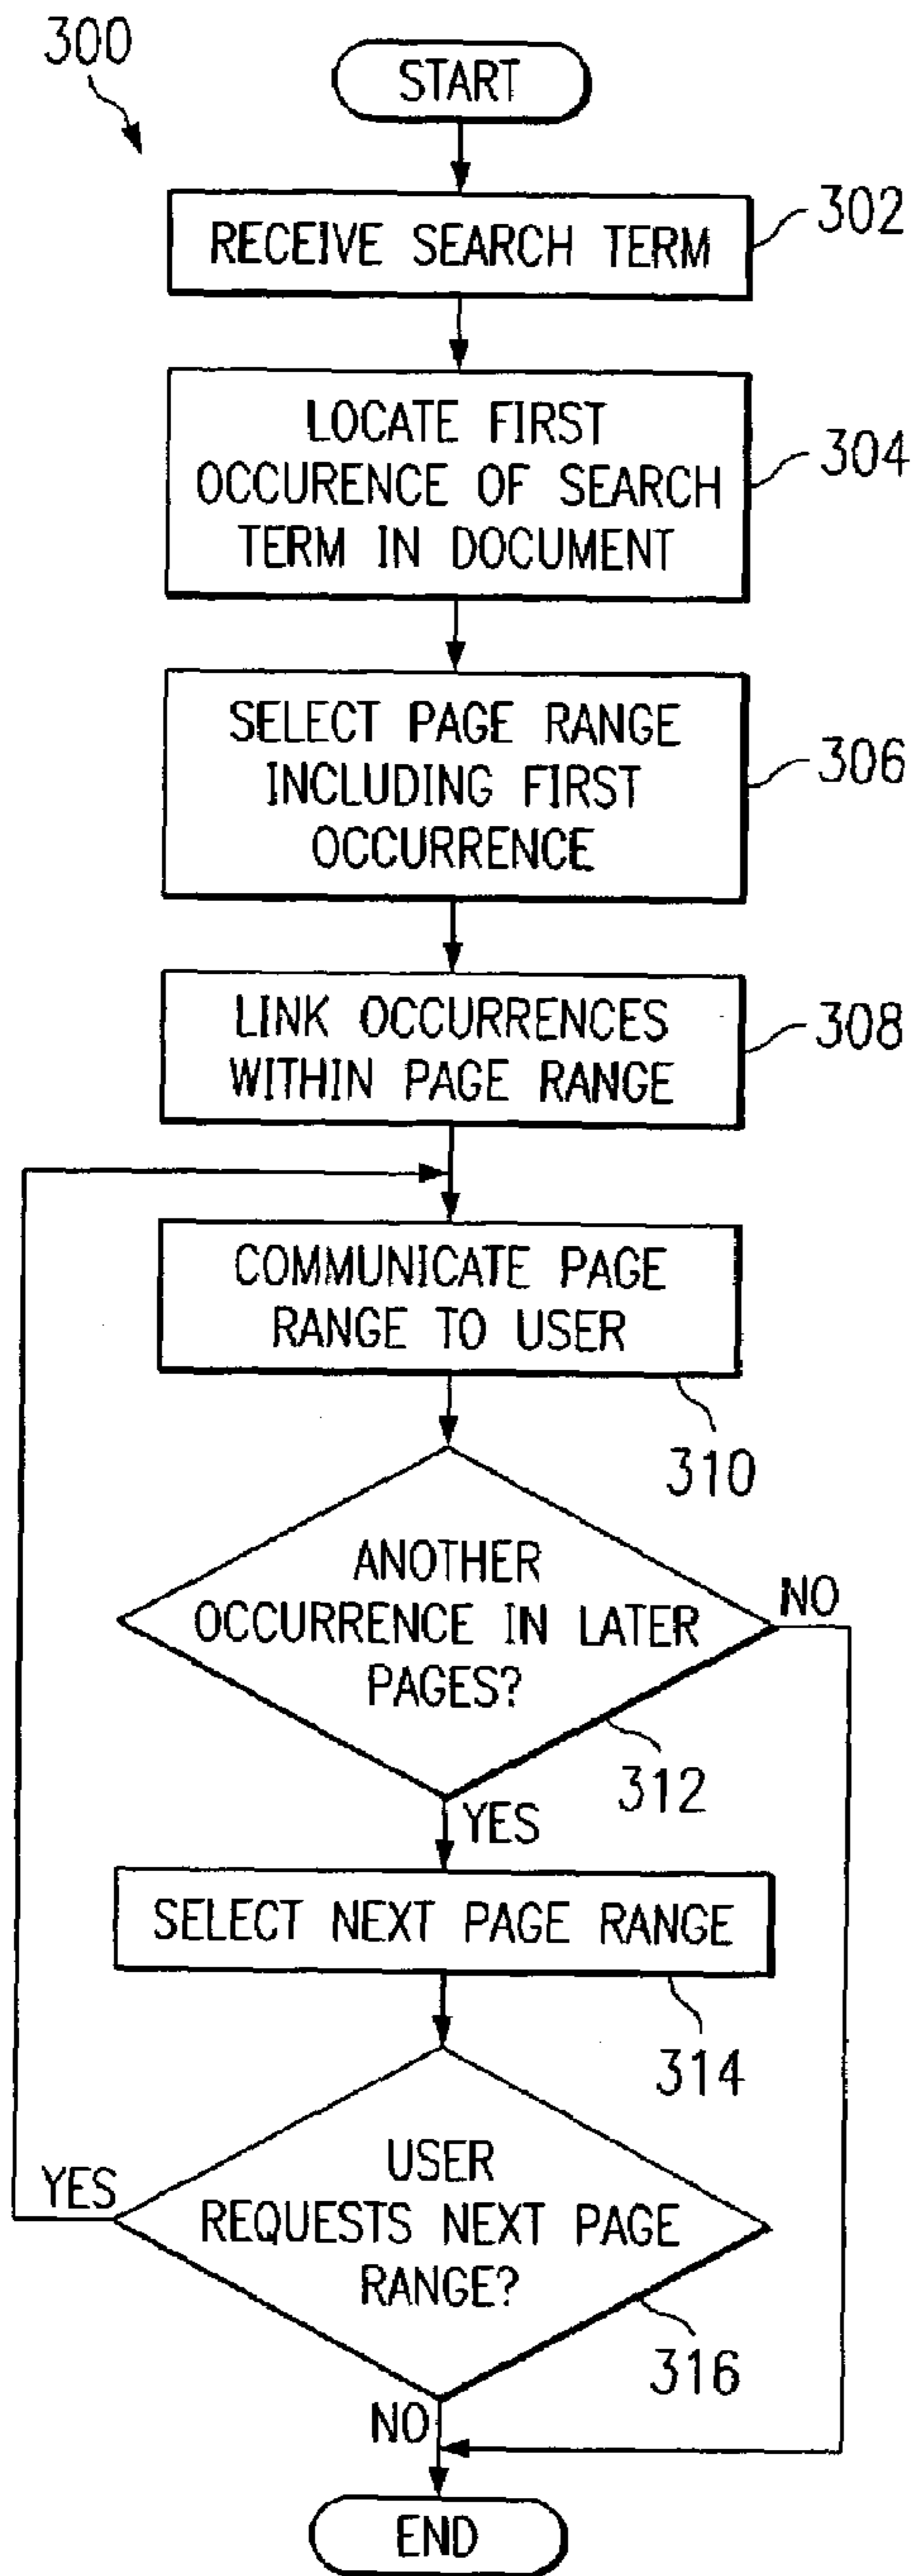 300
START
RECEIVE SEARCH TERM
302
LOCATE FIRST
OCCURENCE OF SEARCH
TERM IN DOCUMENT
304
SELECT PAGE RANGE
INCLUDING FIRST
OCCURRENCE
306
LINK OCCURRENCES
WITHIN PAGE RANGE
308
COMMUNICATE PAGE
RANGE TO USER
310
ANOTHER
OCCURRENCE IN LATER
PAGES?
NO
312
YES
SELECT NEXT PAGE RANGE
314
USER
REQUESTS NEXT PAGE
RANGE?
YES
316
NO
END